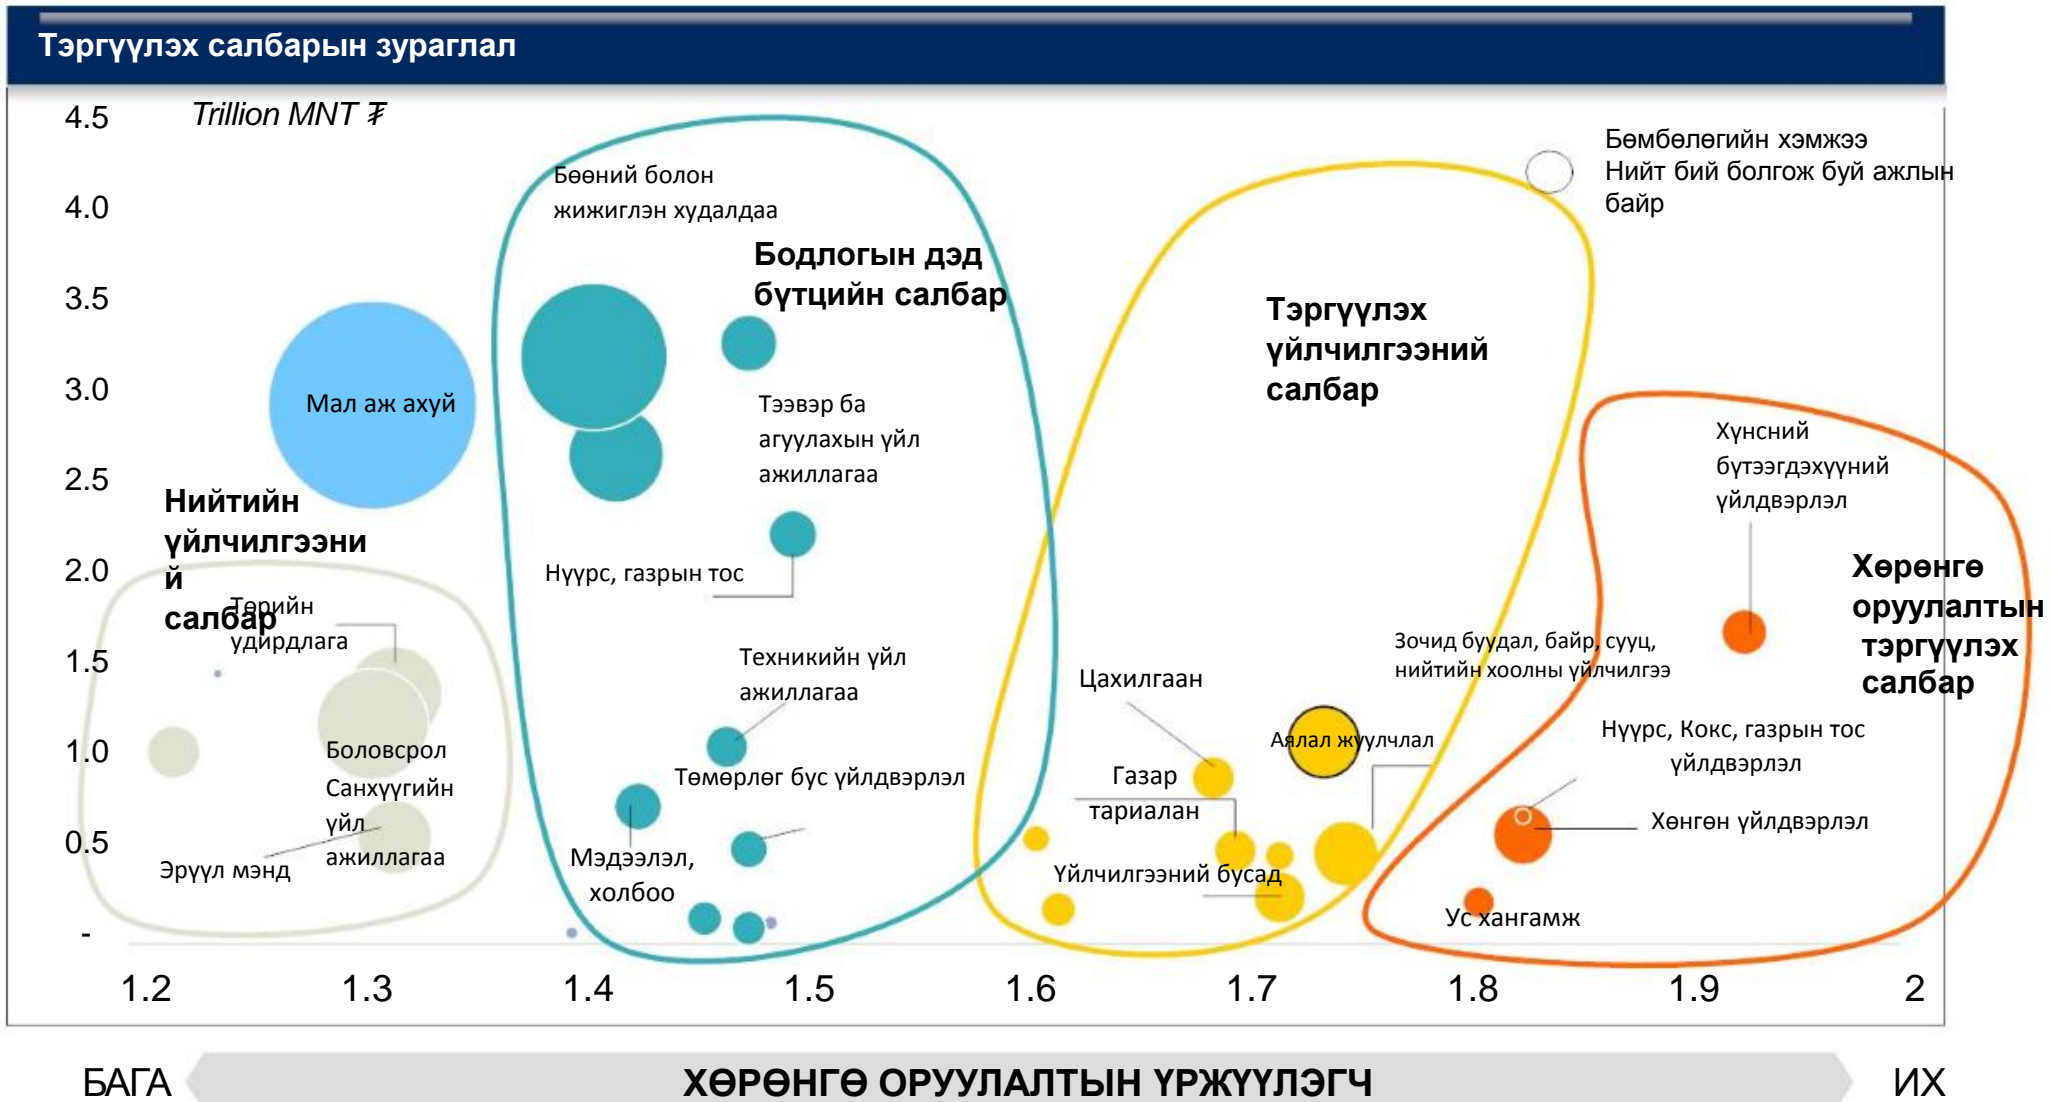 Тэргүүлэх салбарын зураглал
Trillion MNT ₮
4.5
4.0
3.5
3.0
2.5
2.0
1.5
1.0
0.5
-
Бөмбөлөгийн хэмжээ
Нийт бий болгож буй ажлын
байр
Бөөний болон
жижиглэн худалдаа
Бодлогын дэд
бүтцийн салбар
Тэргүүлэх
үйлчилгээний
салбар
Мал аж ахуй
Тээвэр ба
агуулахын үйл
ажиллагаа
Хүнсний
бүтээгдэхүүний
үйлдвэрлэл
Нийтийн
үйлчилгээни
й
салбар
Төрийн
удирдлага
Нүүрс, газрын тос
Хөрөнгө
оруулалтын
тэргүүлэх
салбар
Техникийн үйл
ажиллагаа
Зочид буудал, байр, сууц,
нийтийн хоолны үйлчилгээ
Цахилгаан
Аялал жуулчлал
Нүүрс, Кокс, газрын тос
үйлдвэрлэл
Боловсрол
Санхүүгийн
үйл
ажиллагаа
Эрүүл мэнд
Төмөрлөг бус үйлдвэрлэл
Газар
тариалан
Хөнгөн үйлдвэрлэл
Мэдээлэл,
холбоо
Үйлчилгээний бусад
Ус хангамж
1.2
1.3
1.4
1.5
1.6
1.7
1.8
1.9
2
БАГА
ХӨРӨНГӨ ОРУУЛАЛТЫН ҮРЖҮҮЛЭГЧ
ИХ